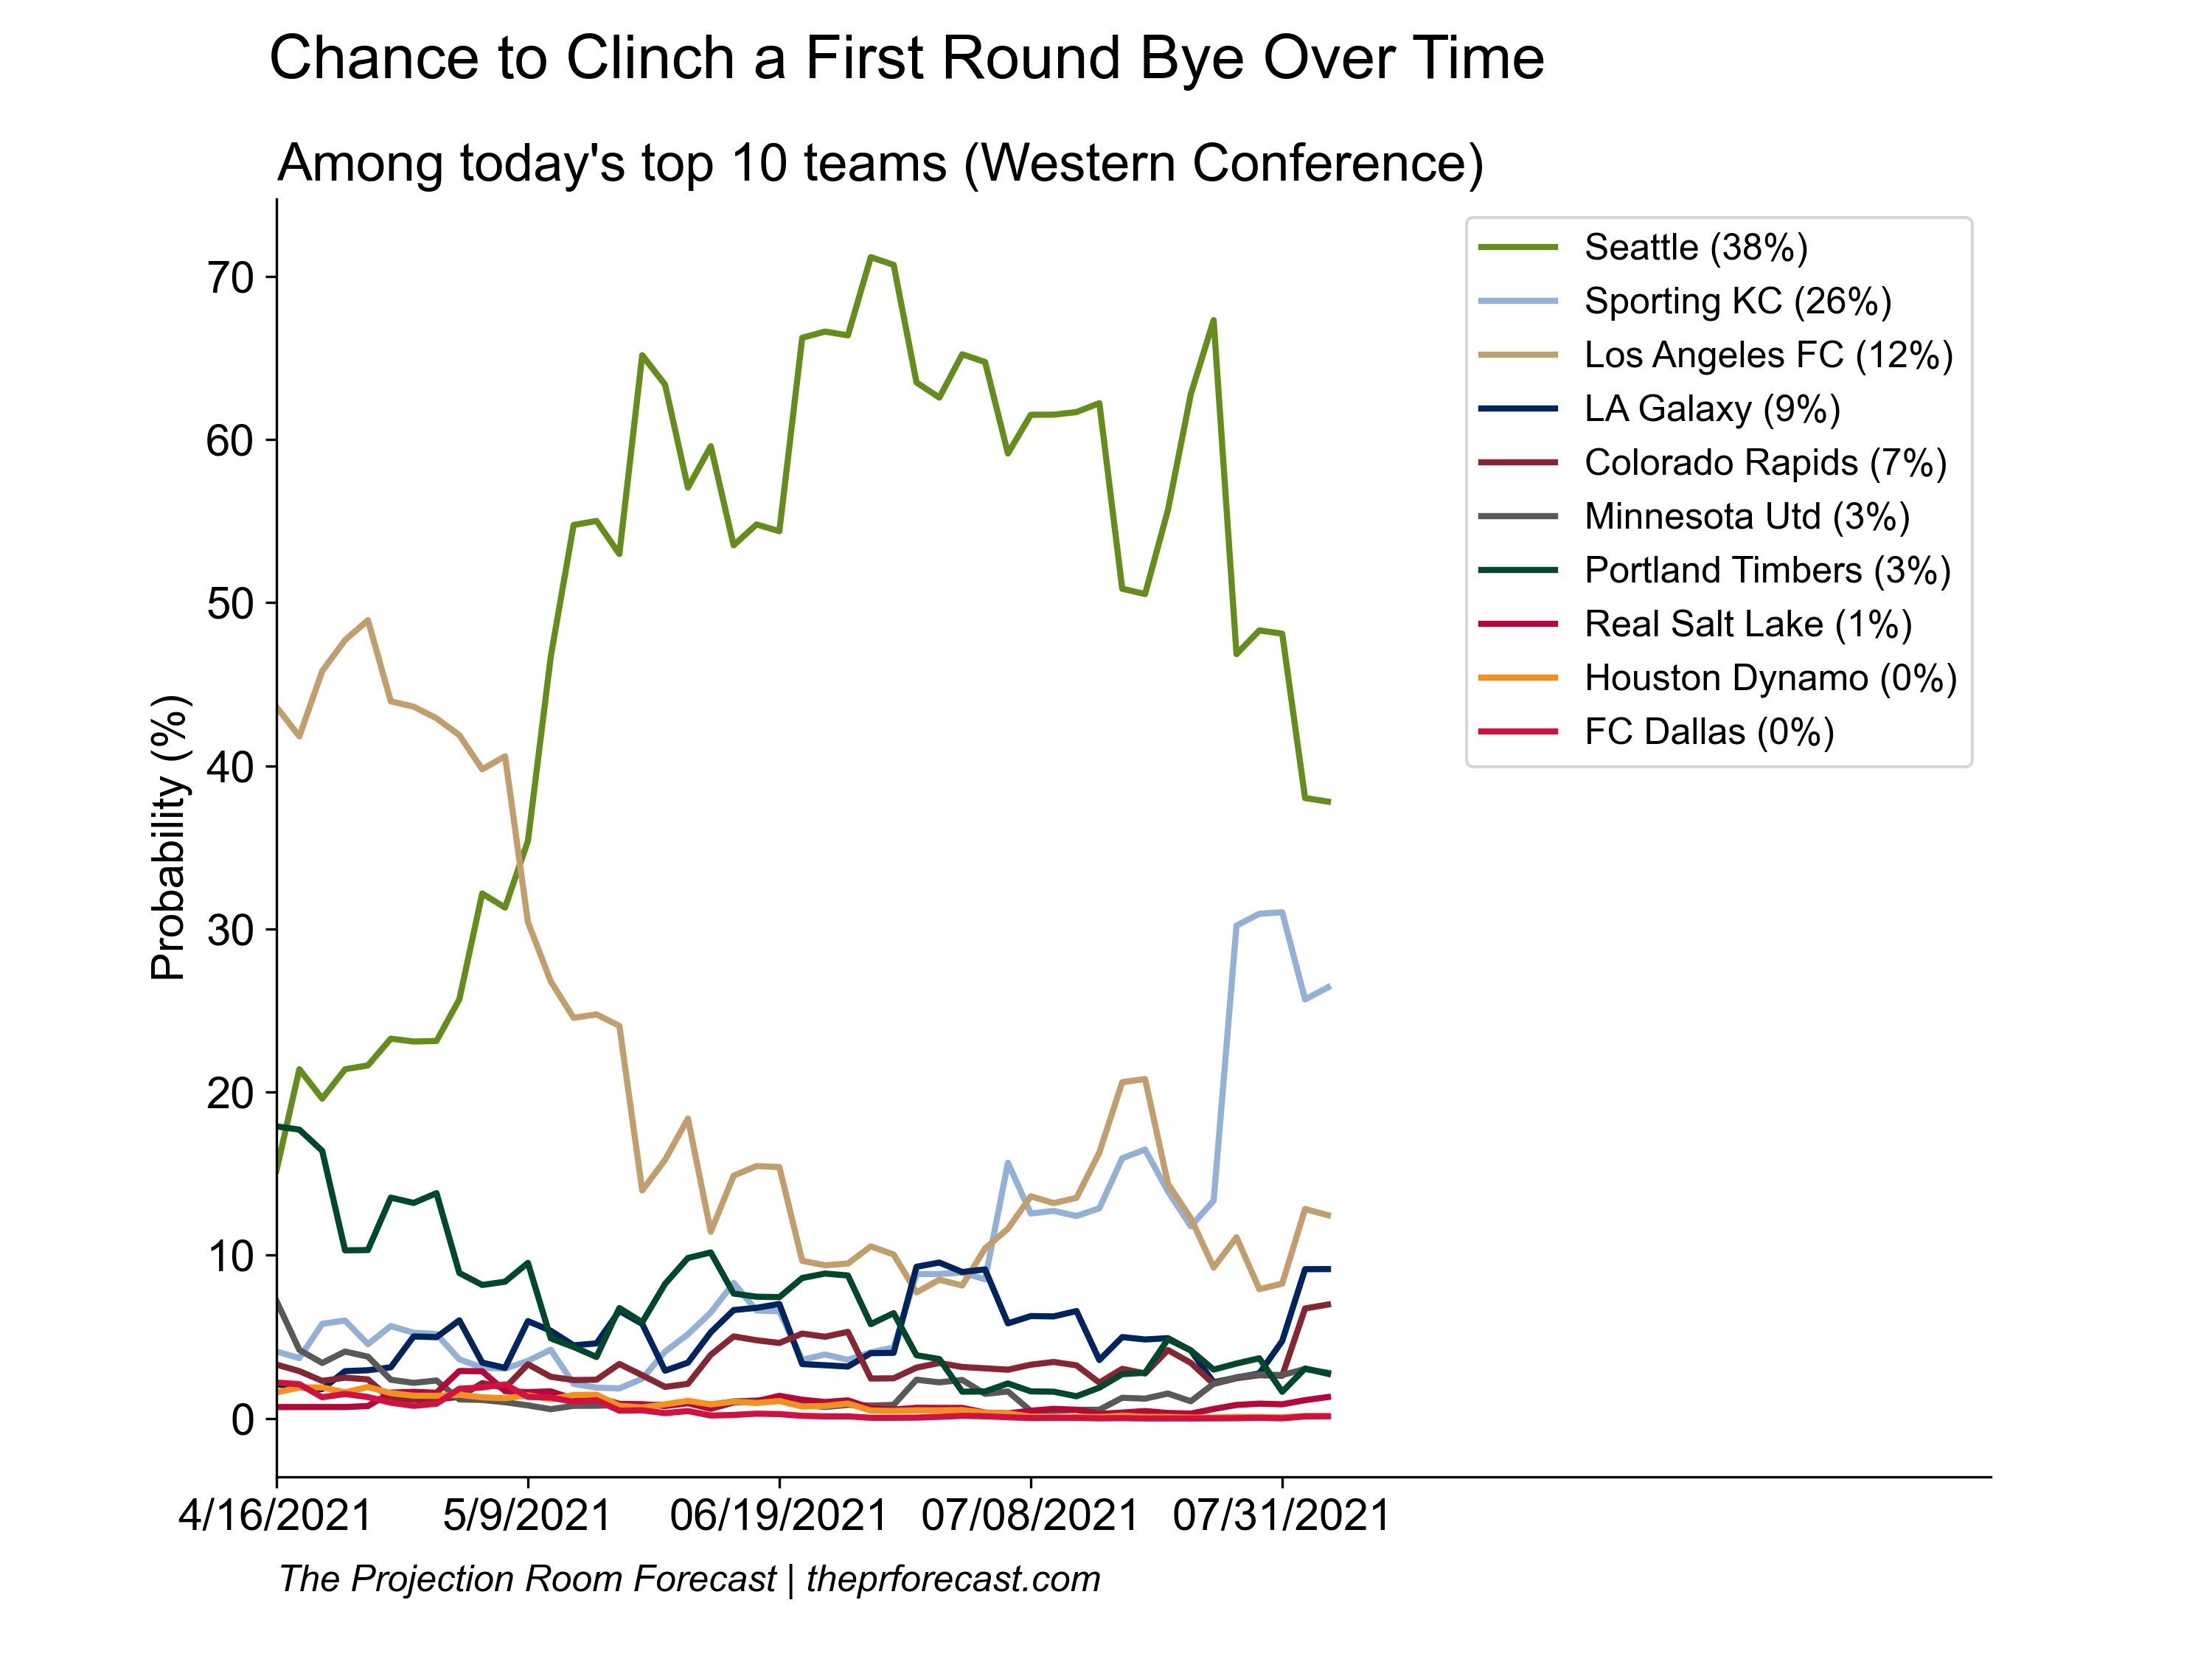 Chance to Clinch a First Round Bye Over Time
Among today's top 10 teams (Western Conference)
Seattle (38%)
Sporting KC (26%)
Los Angeles FC (12%)
LA Galaxy (9%)
Colorado Rapids (7%)
Minnesota Utd (3%)
Portland Timbers (3%)
Real Salt Lake (1%)
Houston Dynamo (0%)
FC Dallas (0%)
Probability (%)
70
60
50
40
30
20
10
0
4/16/2021 5/9/2021 06/19/2021 07/08/2021 07/31/2021
The Projection Room Forecast | theprforecast.com